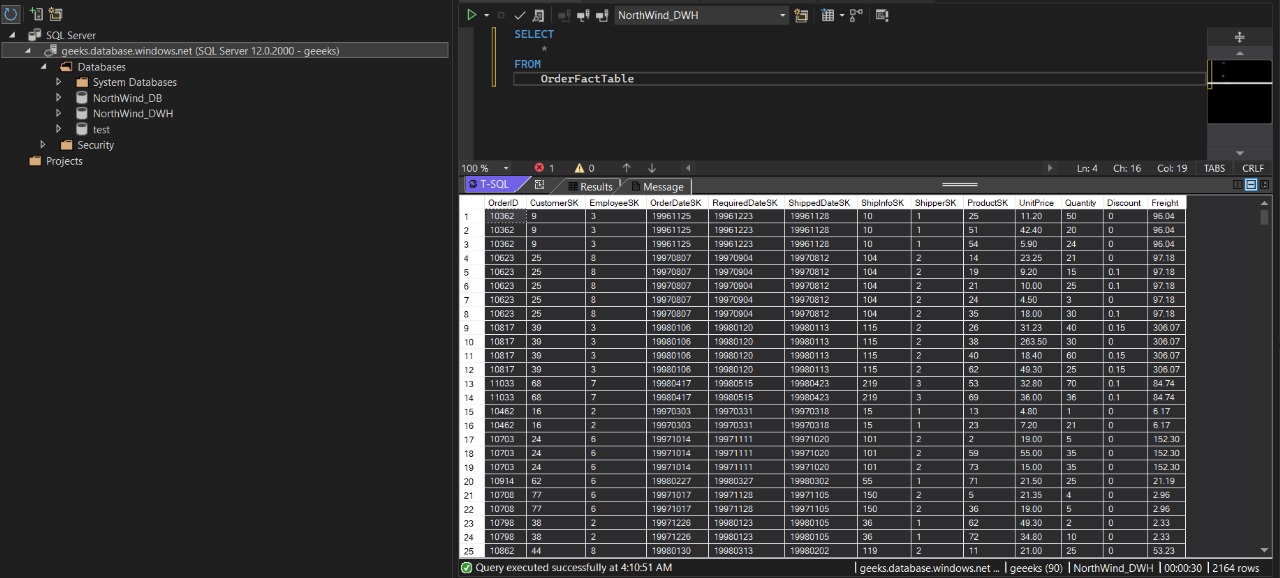 NorthWind_DWH
SQL Server
geeks.database.windows.net (SQL Server 12.0.2000 - geeeks)
Databases
System Databases
NorthWind_DB
NorthWind_DWH
test
Security
Projects
SELECT
*
FROM
OrderFactTable
100 % 1 0 Ln: 4 Ch: 16 Col: 19 TABS CRLF
T-SQL Results Message
OrderID CustomerSK EmployeeSK OrderDateSK RequiredDateSK ShippedDateSK ShipInfoSK ShipperSK ProductSK UnitPrice Quantity Discount Freight
1 10362 9 3 19961125 19961223 19961128 10 1 25 11.20 50 0 96.04
2 10362 9 3 19961125 19961223 19961128 10 1 51 42.40 20 0 96.04
3 10362 9 3 19961125 19961223 19961128 10 1 54 5.90 24 0 96.04
4 10623 25 8 19970807 19970904 19970812 104 2 14 23.25 21 0 97.18
5 10623 25 8 19970807 19970904 19970812 104 2 19 9.20 15 0.1 97.18
6 10623 25 8 19970807 19970904 19970812 104 2 21 10.00 25 0.1 97.18
7 10623 25 8 19970807 19970904 19970812 104 2 24 4.50 3 0 97.18
8 10623 25 8 19970807 19970904 19970812 104 2 35 18.00 30 0.1 97.18
9 10817 39 3 19980106 19980120 19980113 115 2 26 31.23 40 0.15 306.07
10 10817 39 3 19980106 19980120 19980113 115 2 38 263.50 30 0 306.07
11 10817 39 3 19980106 19980120 19980113 115 2 40 18.40 60 0.15 306.07
12 10817 39 3 19980106 19980120 19980113 115 2 62 49.30 25 0.15 306.07
13 11033 68 7 19980417 19980515 19980423 219 3 53 32.80 70 0.1 84.74
14 11033 68 7 19980417 19980515 19980423 219 3 69 36.00 36 0.1 84.74
15 10462 16 2 19970303 19970331 19970318 15 1 13 4.80 1 0 6.17
16 10462 16 2 19970303 19970331 19970318 15 1 23 7.20 21 0 6.17
17 10703 24 6 19971014 19971111 19971020 101 2 2 19.00 5 0 152.30
18 10703 24 6 19971014 19971111 19971020 101 2 59 55.00 35 0 152.30
19 10703 24 6 19971014 19971111 19971020 101 2 73 15.00 35 0 152.30
20 10914 62 6 19980227 19980327 19980302 55 1 71 21.50 25 0 21.19
21 10708 77 6 19971017 19971128 19971105 150 2 5 21.35 4 0 2.96
22 10708 77 6 19971017 19971128 19971105 150 2 36 19.00 5 0 2.96
23 10798 38 2 19971226 19980123 19980105 36 1 62 49.30 2 0 2.33
24 10798 38 2 19971226 19980123 19980105 36 1 72 34.80 10 0 2.33
25 10862 44 8 19980130 19980313 19980202 119 2 11 21.00 25 0 53.23
Query executed successfully at 4:10:51 AM geeks.database.windows.net ... geeeks (90) NorthWind_DWH 00:00:30 2164 rows